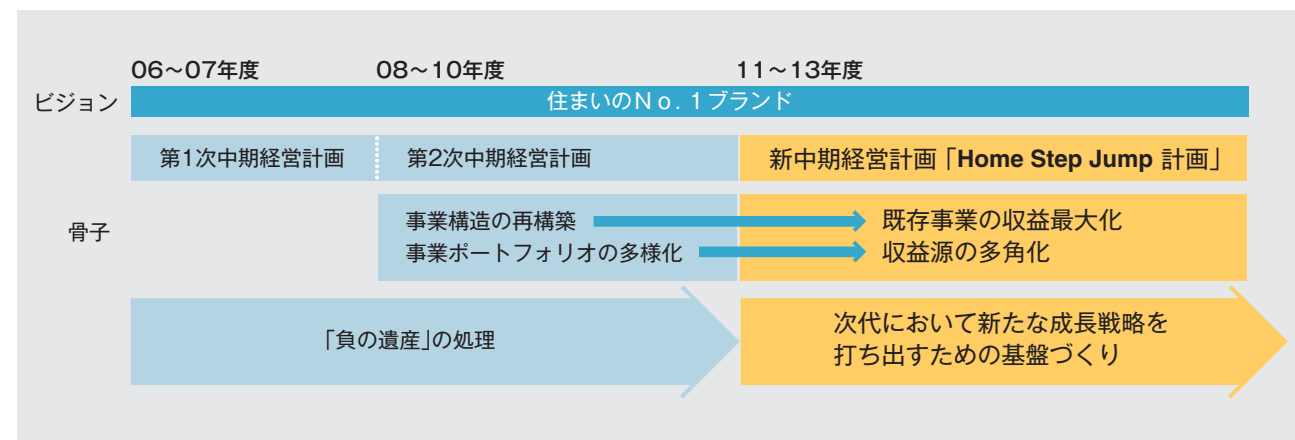 06～07年度 08～10年度 11～13年度
ビジョン 住まいのNo.1ブランド
第1次中期経営計画 第2次中期経営計画 新中期経営計画「Home Step Jump 計画」
骨子
事業構造の再構築 既存事業の収益最大化
事業ポートフォリオの多様化 収益源の多角化
「負の遺産」の処理
次代において新たな成長戦略を
打ち出すための基盤づくり